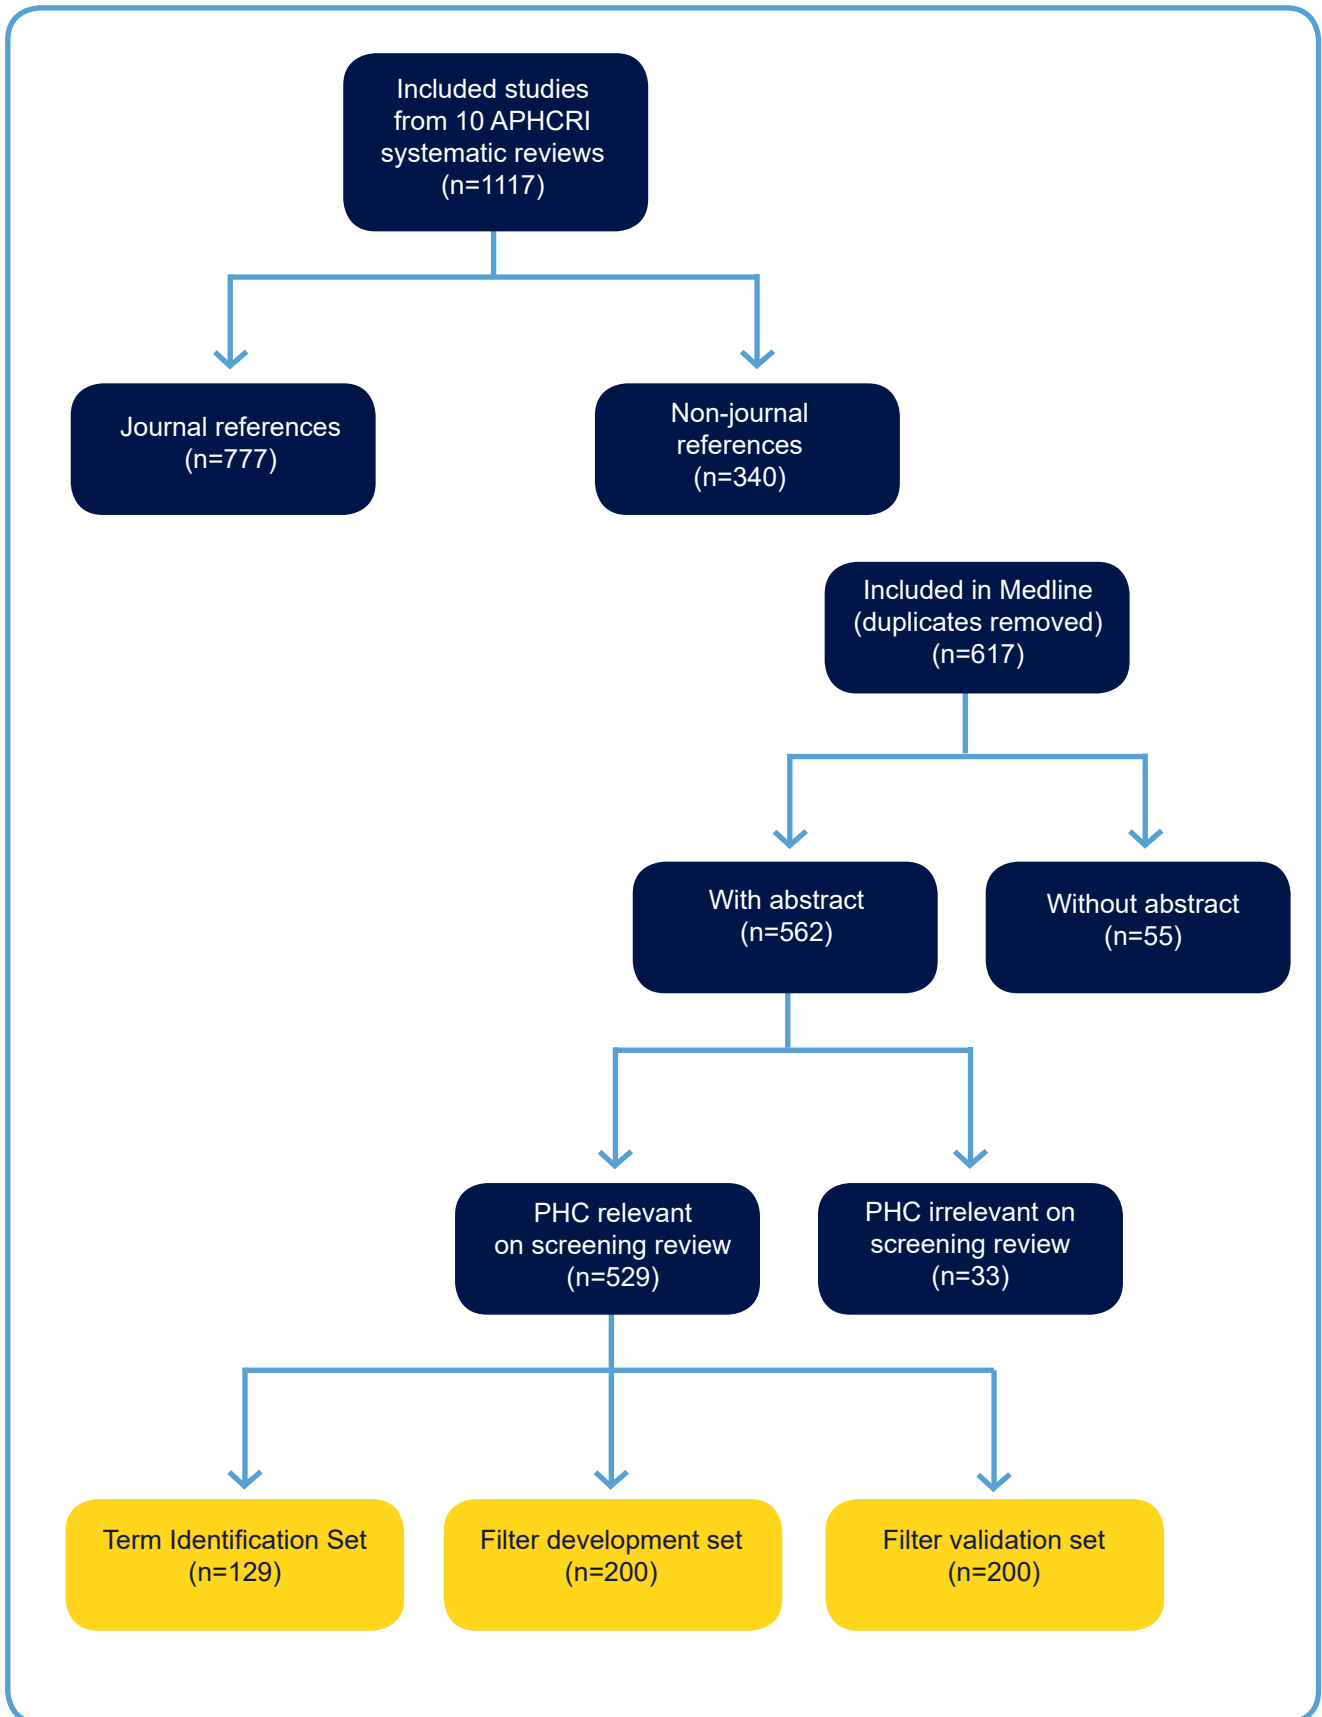 Included studies
from 10 APHCRI
systematic reviews
(n=1117)
Journal references
(n=777)
Non-journal
references
(n=340)
Included in Medline
(duplicates removed)
(n=617)
With abstract
(n=562)
Without abstract
(n=55)
PHC relevant
on screening review
(n=529)
PHC irrelevant on
screening review
(n=33)
Term Identification Set
(n=129)
Filter development set
(n=200)
Filter validation set
(n=200)